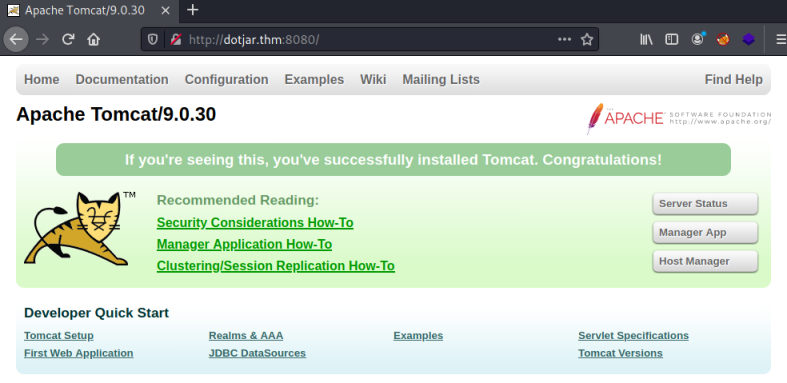 Apache Tomcat/9.0.30
http://dotjar.thm:8080/
Home Documentation Configuration Examples Wiki Mailing Lists Find Help
Apache Tomcat/9.0.30
APACHE SOFTWARE FOUNDATION
http://www.apache.org/
If you're seeing this, you've successfully installed Tomcat. Congratulations!
TM
Recommended Reading:
Security Considerations How-To
Manager Application How-To
Clustering/Session Replication How-To
Server Status
Manager App
Host Manager
Developer Quick Start
Tomcat Setup Realms & AAA Examples Servlet Specifications
First Web Application JDBC DataSources Tomcat Versions